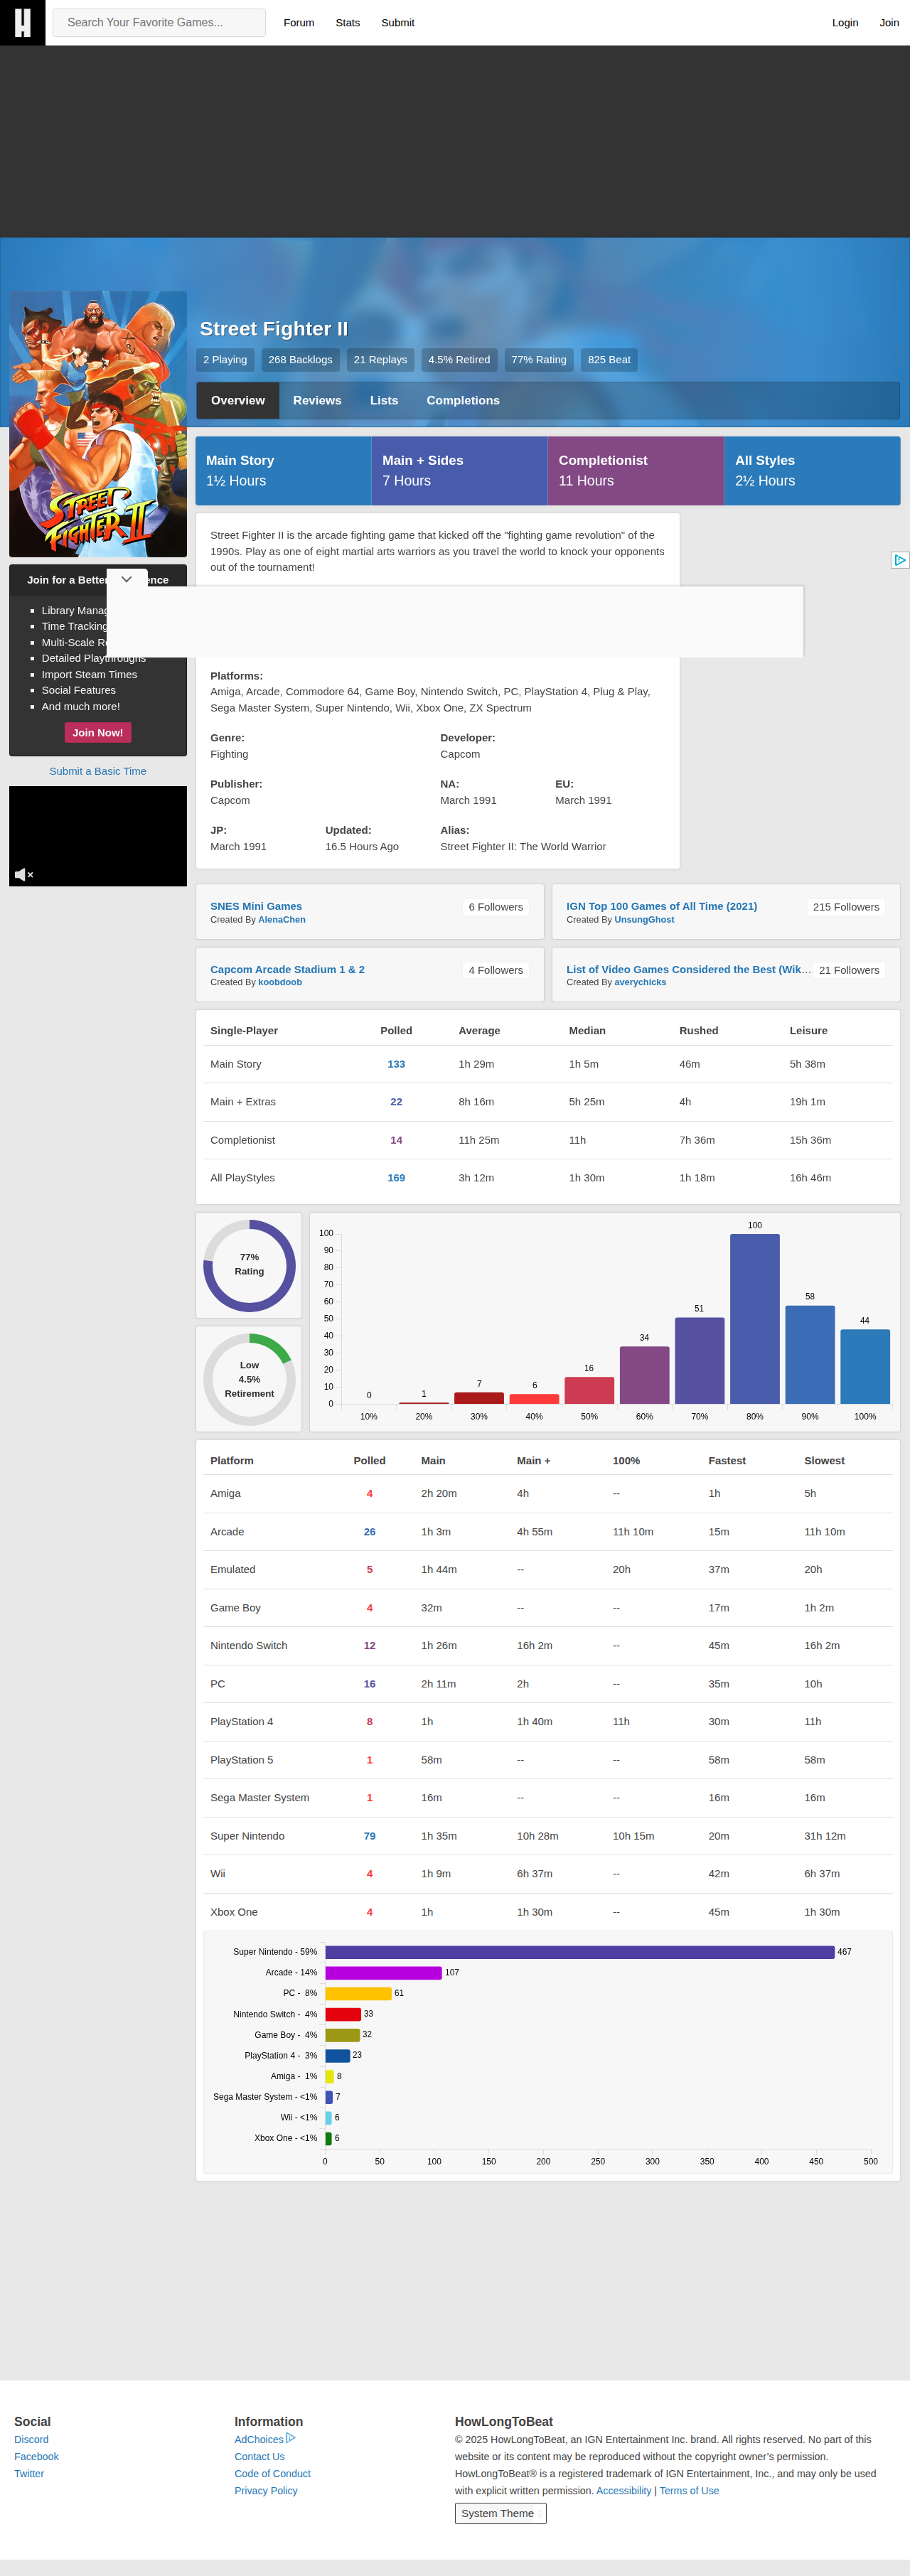 Search Your Favorite Games... Forum Stats Submit Login Join
Street Fighter II
2 Playing 268 Backlogs 21 Replays 4.5% Retired 77% Rating 825 Beat
Overview Reviews Lists Completions
STREET
FIGHTER II
Main Story Main + Sides Completionist All Styles
1½ Hours 7 Hours 11 Hours 2½ Hours
Street Fighter II is the arcade fighting game that kicked off the "fighting game revolution" of the
1990s. Play as one of eight martial arts warriors as you travel the world to knock your opponents
out of the tournament!
Join for a Better
Library
Time Tracking
Multi-Scale
Detailed Playthroughs
Import Steam Times
Social Features
And much more!
Join Now!
Submit a Basic Time
Platforms:
Amiga, Arcade, Commodore 64, Game Boy, Nintendo Switch, PC, PlayStation 4, Plug & Play,
Sega Master System, Super Nintendo, Wii, Xbox One, ZX Spectrum
Genre: Developer:
Fighting Capcom
Publisher: NA: EU:
Capcom March 1991 March 1991
JP: Updated: Alias:
March 1991 16.5 Hours Ago Street Fighter II: The World Warrior
SNES Mini Games 6 Followers
Created By AlenaChen
IGN Top 100 Games of All Time (2021) 215 Followers
Created By UnsungGhost
Capcom Arcade Stadium 1 & 2 4 Followers
Created By koobdoob
List of Video Games Considered the Best (Wik... 21 Followers
Created By averychicks
Single-Player Polled Average Median Rushed Leisure
Main Story 133 1h 29m 1h 5m 46m 5h 38m
Main + Extras 22 8h 16m 5h 25m 4h 19h 1m
Completionist 14 11h 25m 11h 7h 36m 15h 36m
All PlayStyles 169 3h 12m 1h 30m 1h 18m 16h 46m
77%
Rating
Low
4.5%
Retirement
100
90
80
70
60
50
40
30
20
10
0
0 1 7 6 16 34 51 100 58 44
10% 20% 30% 40% 50% 60% 70% 80% 90% 100%
Platform Polled Main Main + 100% Fastest Slowest
Amiga 4 2h 20m 4h -- 1h 5h
Arcade 26 1h 3m 4h 55m 11h 10m 15m 11h 10m
Emulated 5 1h 44m -- 20h 37m 20h
Game Boy 4 32m -- -- 17m 1h 2m
Nintendo Switch 12 1h 26m 16h 2m -- 45m 16h 2m
PC 16 2h 11m 2h -- 35m 10h
PlayStation 4 8 1h 1h 40m 11h 30m 11h
PlayStation 5 1 58m -- -- 58m 58m
Sega Master System 1 16m -- -- 16m 16m
Super Nintendo 79 1h 35m 10h 28m 10h 15m 20m 31h 12m
Wii 4 1h 9m 6h 37m -- 42m 6h 37m
Xbox One 4 1h 1h 30m -- 45m 1h 30m
Super Nintendo - 59% 467
Arcade - 14% 107
PC - 8% 61
Nintendo Switch - 4% 33
Game Boy - 4% 32
PlayStation 4 - 3% 23
Amiga - 1% 8
Sega Master System - <1% 7
Wii - <1% 6
Xbox One - <1% 6
0 50 100 150 200 250 300 350 400 450 500
Social
Discord
Facebook
Twitter
Information
AdChoices
Contact Us
Code of Conduct
Privacy Policy
HowLongToBeat
© 2025 HowLongToBeat, an IGN Entertainment Inc. brand. All rights reserved. No part of this
website or its content may be reproduced without the copyright owner's permission.
HowLongToBeat® is a registered trademark of IGN Entertainment, Inc., and may only be used
with explicit written permission. Accessibility | Terms of Use
System Theme